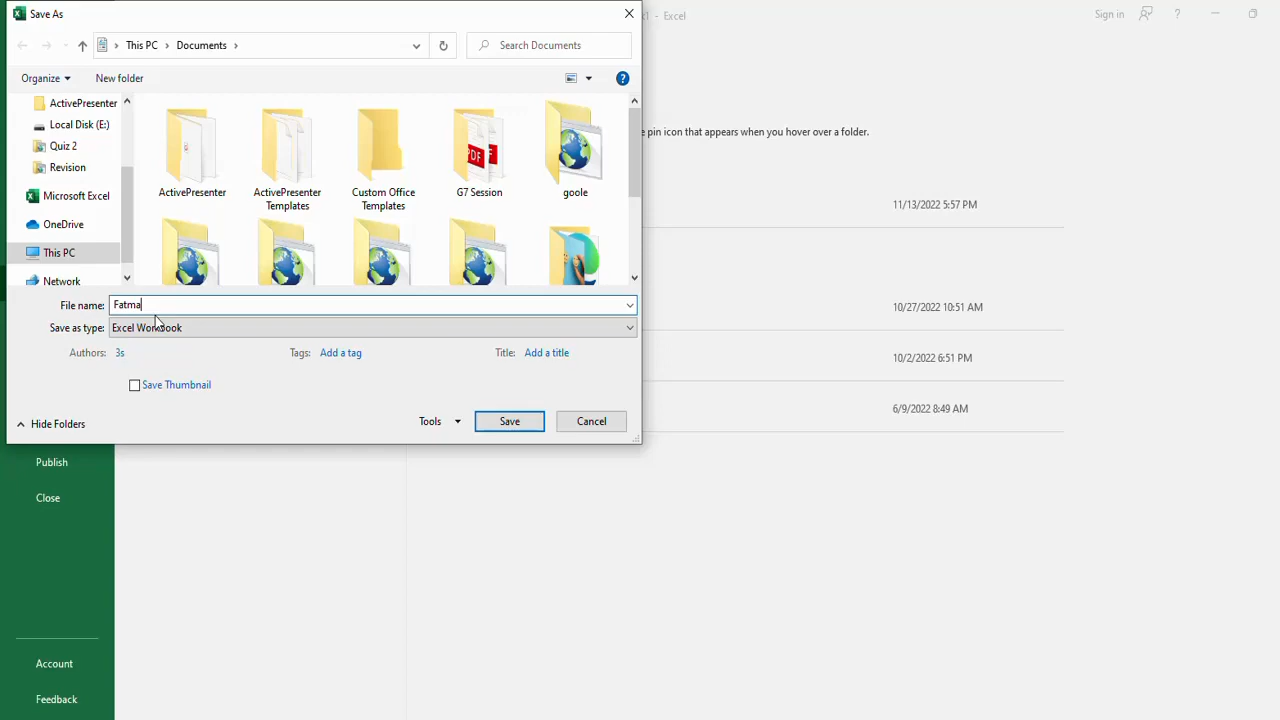 Save As
1 - Excel
Sign in
?
This PC > Documents >
Search Documents
Organize
New folder
?
e pin icon that appears when you hover over a folder.
ActivePresenter
Local Disk (E:)
Quiz 2
Revision
Microsoft Excel
OneDrive
This PC
Network
ActivePresenter
ActivePresenter
Templates
Custom Office
Templates
PDF
G7 Session
goole
11/13/2022 5:57 PM
10/27/2022 10:51 AM
10/2/2022 6:51 PM
6/9/2022 8:49 AM
File name: Fatma
Save as type: Excel Workbook
Authors: 3s
Tags: Add a tag
Title: Add a title
Save Thumbnail
Hide Folders
Tools
Save
Cancel
Publish
Close
Account
Feedback